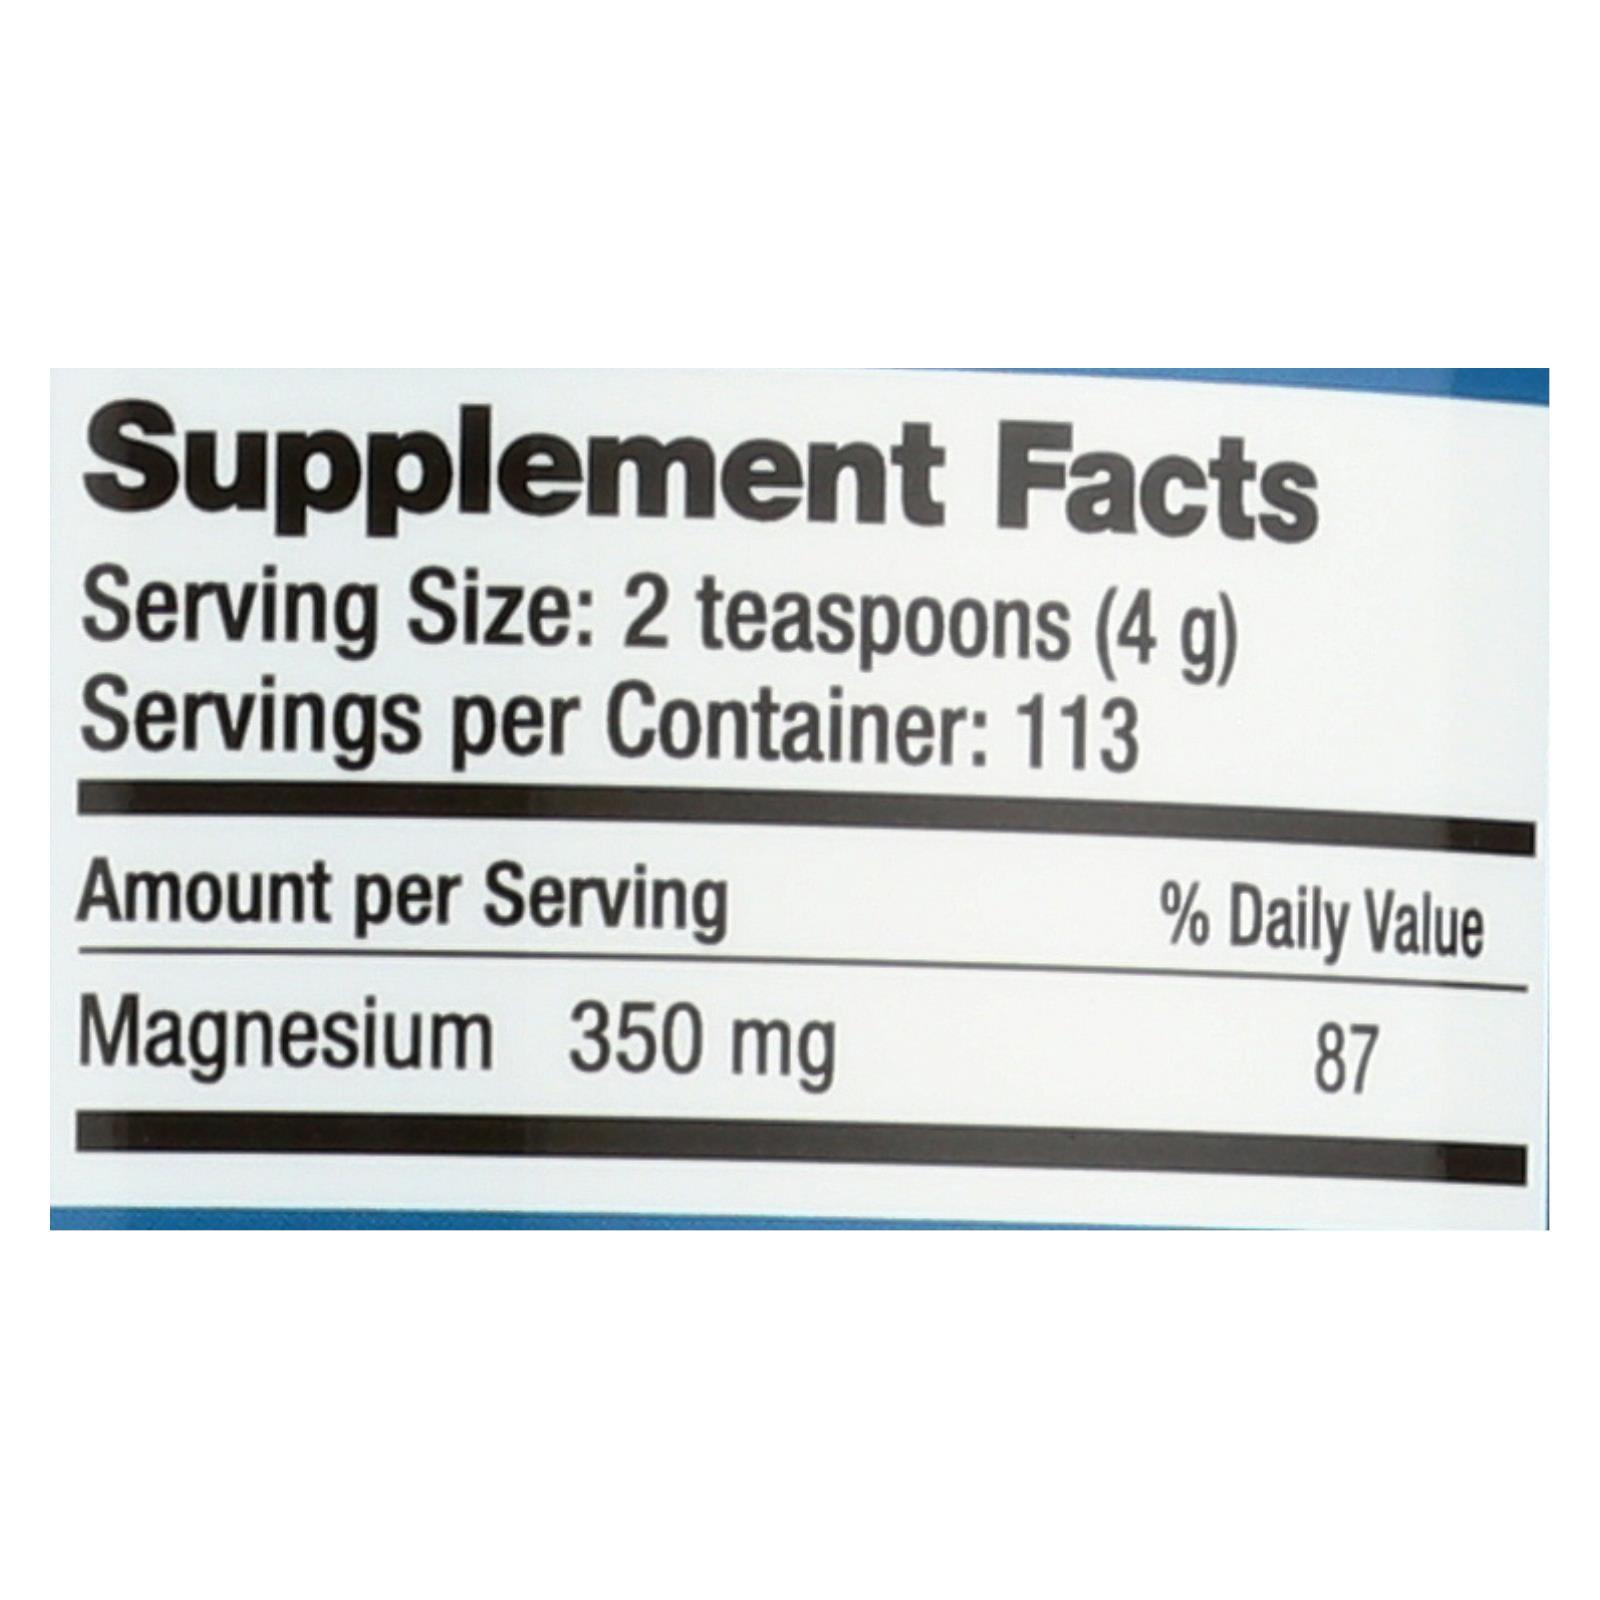 Supplement Facts
Serving Size: 2 teaspoons (4 g)
Servings per Container: 113
Amount per Serving % Daily Value
Magnesium 350 mg 87